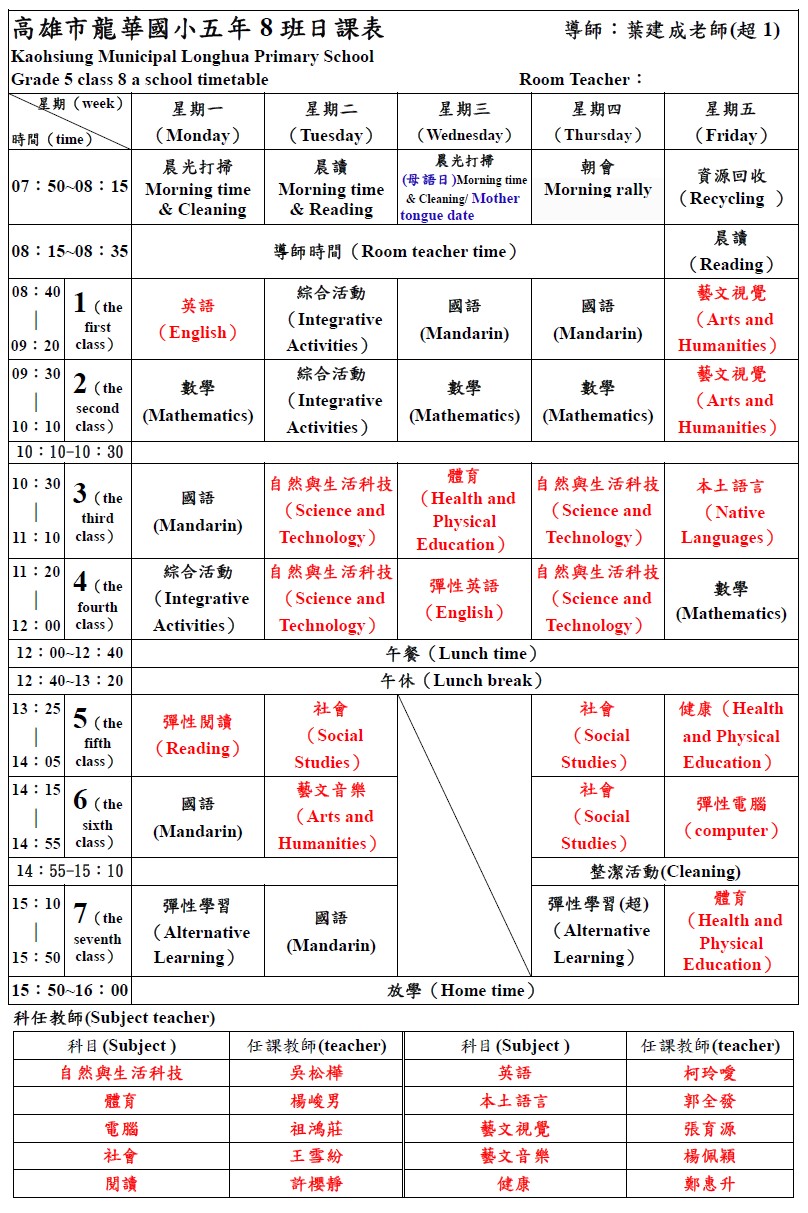 高雄市龍華國小五年8班日課表 導師：葉建成老師(超1)
Kaohsiung Municipal Longhua Primary School
Grade 5 class 8 a school timetable Room Teacher：
星期（week）
時間（time）
星期一
（Monday）
星期二
（Tuesday）
星期三
（Wednesday）
星期四
（Thursday）
星期五
（Friday）
07：50~08：15
晨光打掃
Morning time
& Cleaning
晨讀
Morning time
& Reading
晨光打掃
(母語日)Morning time
& Cleaning/ Mother
tongue date
朝會
Morning rally
資源回收
（Recycling ）
08：15~08：35
導師時間（Room teacher time）
晨讀
（Reading）
08：40
|
09：20
1（the
first
class）
英語
（English）
綜合活動
（Integrative
Activities）
國語
(Mandarin)
國語
(Mandarin)
藝文視覺
（Arts and
Humanities）
09：30
|
10：10
2（the
second
class）
數學
(Mathematics)
綜合活動
（Integrative
Activities）
數學
(Mathematics)
數學
(Mathematics)
藝文視覺
（Arts and
Humanities）
10：10-10：30
10：30
|
11：10
3（the
third
class）
國語
(Mandarin)
自然與生活科技
（Science and
Technology）
體育
（Health and
Physical
Education）
自然與生活科技
（Science and
Technology）
本土語言
（Native
Languages）
11：20
|
12：00
4（the
fourth
class）
綜合活動
（Integrative
Activities）
自然與生活科技
（Science and
Technology）
彈性英語
（English）
自然與生活科技
（Science and
Technology）
數學
(Mathematics)
12：00~12：40
午餐（Lunch time）
12：40~13：20
午休（Lunch break）
13：25
|
14：05
5（the
fifth
class）
彈性閱讀
（Reading）
社會
（Social
Studies）
社會
（Social
Studies）
健康（Health
and Physical
Education）
14：15
|
14：55
6（the
sixth
class）
國語
(Mandarin)
藝文音樂
（Arts and
Humanities）
社會
（Social
Studies）
彈性電腦
（computer）
14：55-15：10
整潔活動(Cleaning)
15：10
|
15：50
7（the
seventh
class）
彈性學習
（Alternative
Learning）
國語
(Mandarin)
彈性學習(超)
（Alternative
Learning）
體育
（Health and
Physical
Education）
15：50~16：00
放學（Home time）
科任教師(Subject teacher)
科目(Subject ) 任課教師(teacher) 科目(Subject ) 任課教師(teacher)
自然與生活科技 吳松樺 英語 柯玲噯
體育 楊峻男 本土語言 郭全發
電腦 祖鴻莊 藝文視覺 張育源
社會 王雪紛 藝文音樂 楊佩穎
閱讀 許櫻靜 健康 鄭惠升